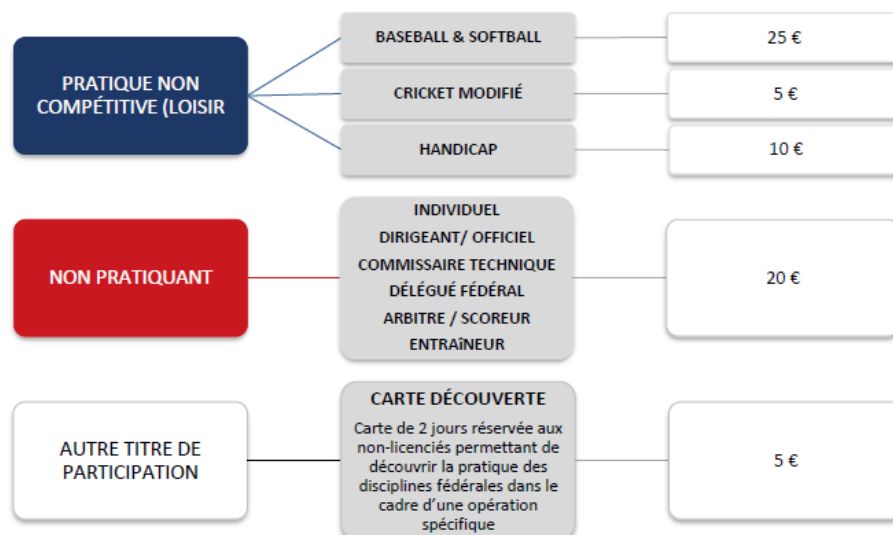 PRATIQUE NON
COMPÉTITIVE (LOISIR
BASEBALL & SOFTBALL
25 €
CRICKET MODIFIÉ
5 €
HANDICAP
10 €
NON PRATIQUANT
INDIVIDUEL
DIRIGEANT/ OFFICIEL
COMMISSAIRE TECHNIQUE
DÉLÉGUÉ FÉDÉRAL
ARBITRE / SCOREUR
ENTRAîNEUR
20 €
AUTRE TITRE DE
PARTICIPATION
CARTE DÉCOUVERTE
Carte de 2 jours réservée aux
non-licenciés permettant de
découvrir la pratique des
disciplines fédérales dans le
cadre d’une opération
spécifique
5 €